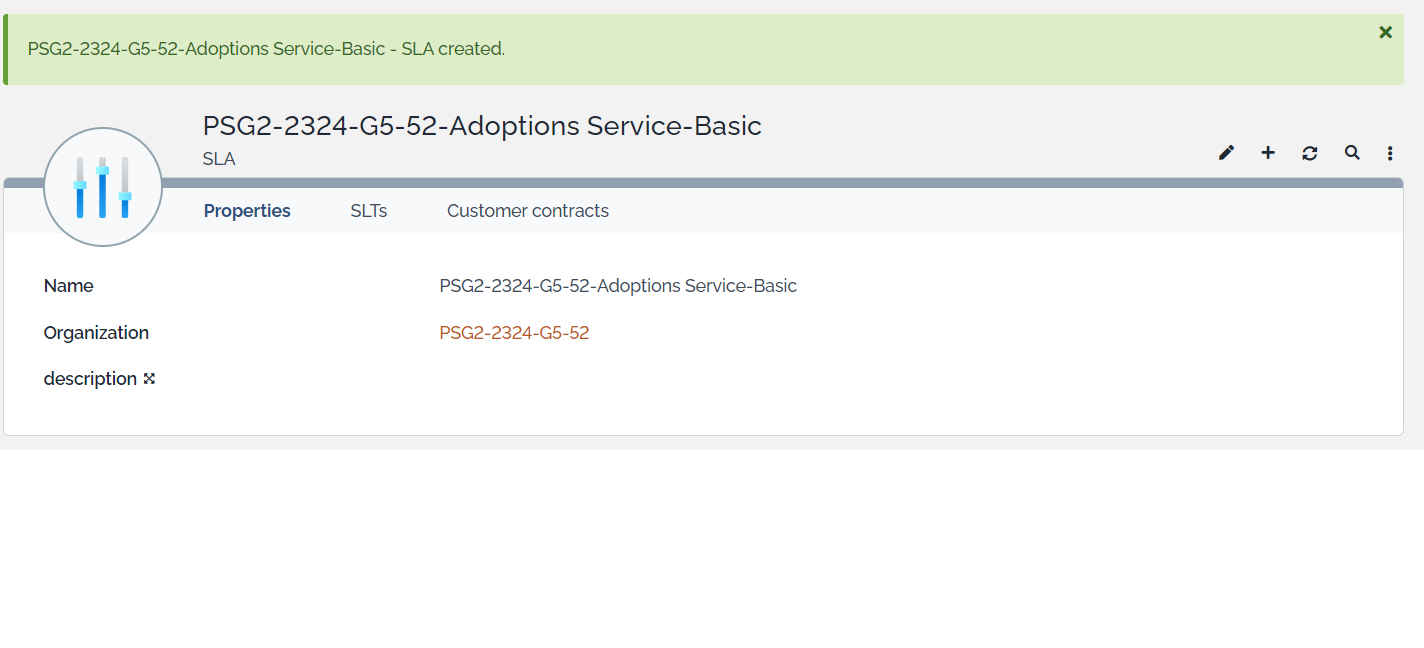 PSG2-2324-G5-52-Adoptions Service-Basic - SLA created.
PSG2-2324-G5-52-Adoptions Service-Basic
SLA
Properties SLTs Customer contracts
Name PSG2-2324-G5-52-Adoptions Service-Basic
Organization PSG2-2324-G5-52
description